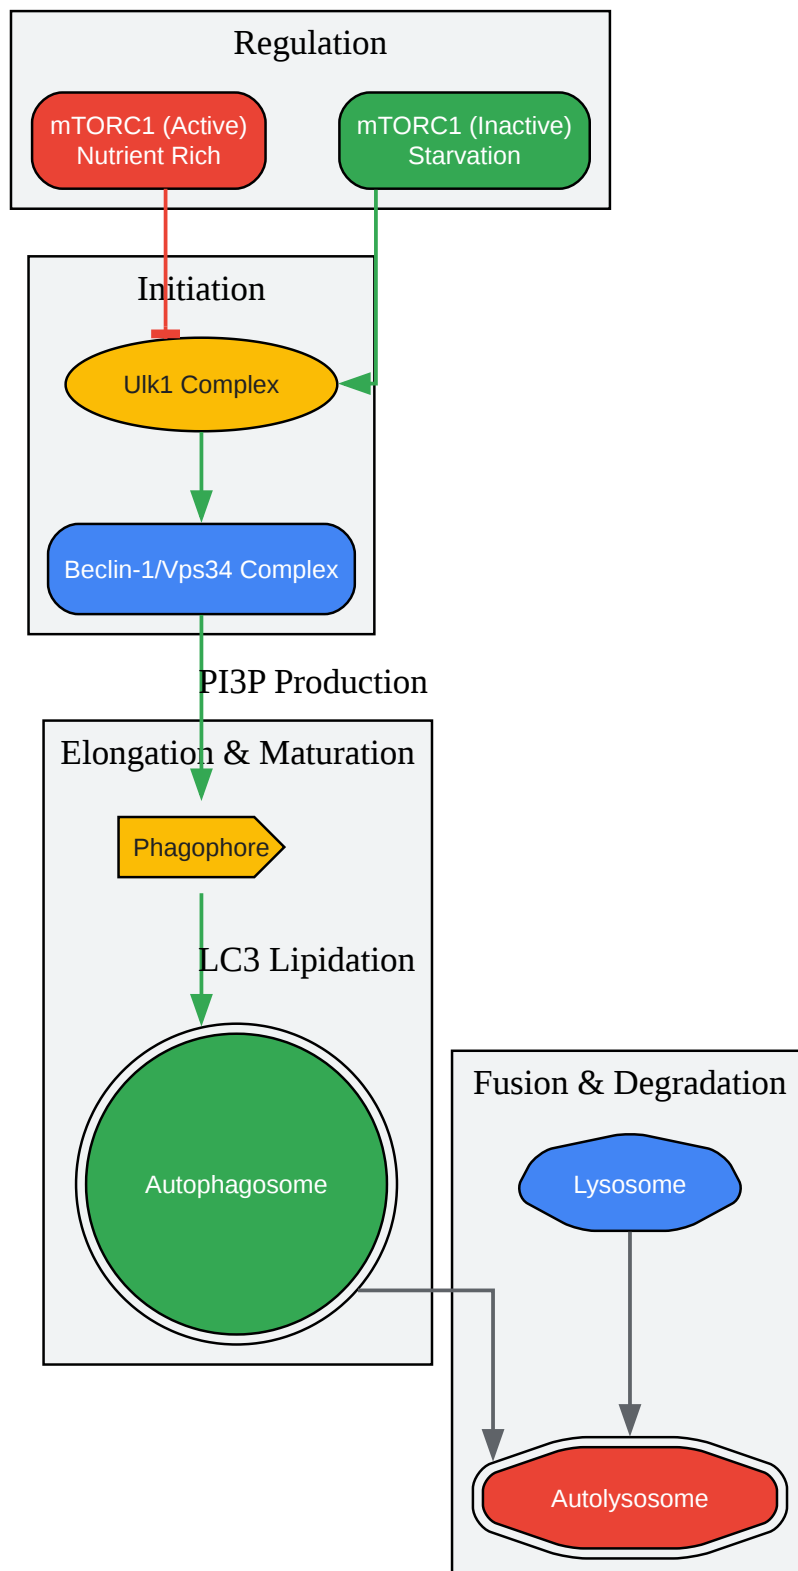 Regulation
mTORC1 (Active)
Nutrient Rich
mTORC1 (Inactive)
Starvation
Initiation
Ulk1 Complex
Beclin-1/Vps34 Complex
PI3P Production
Elongation & Maturation
Phagophore
LC3 Lipidation
Autophagosome
Fusion & Degradation
Lysosome
Autolysosome